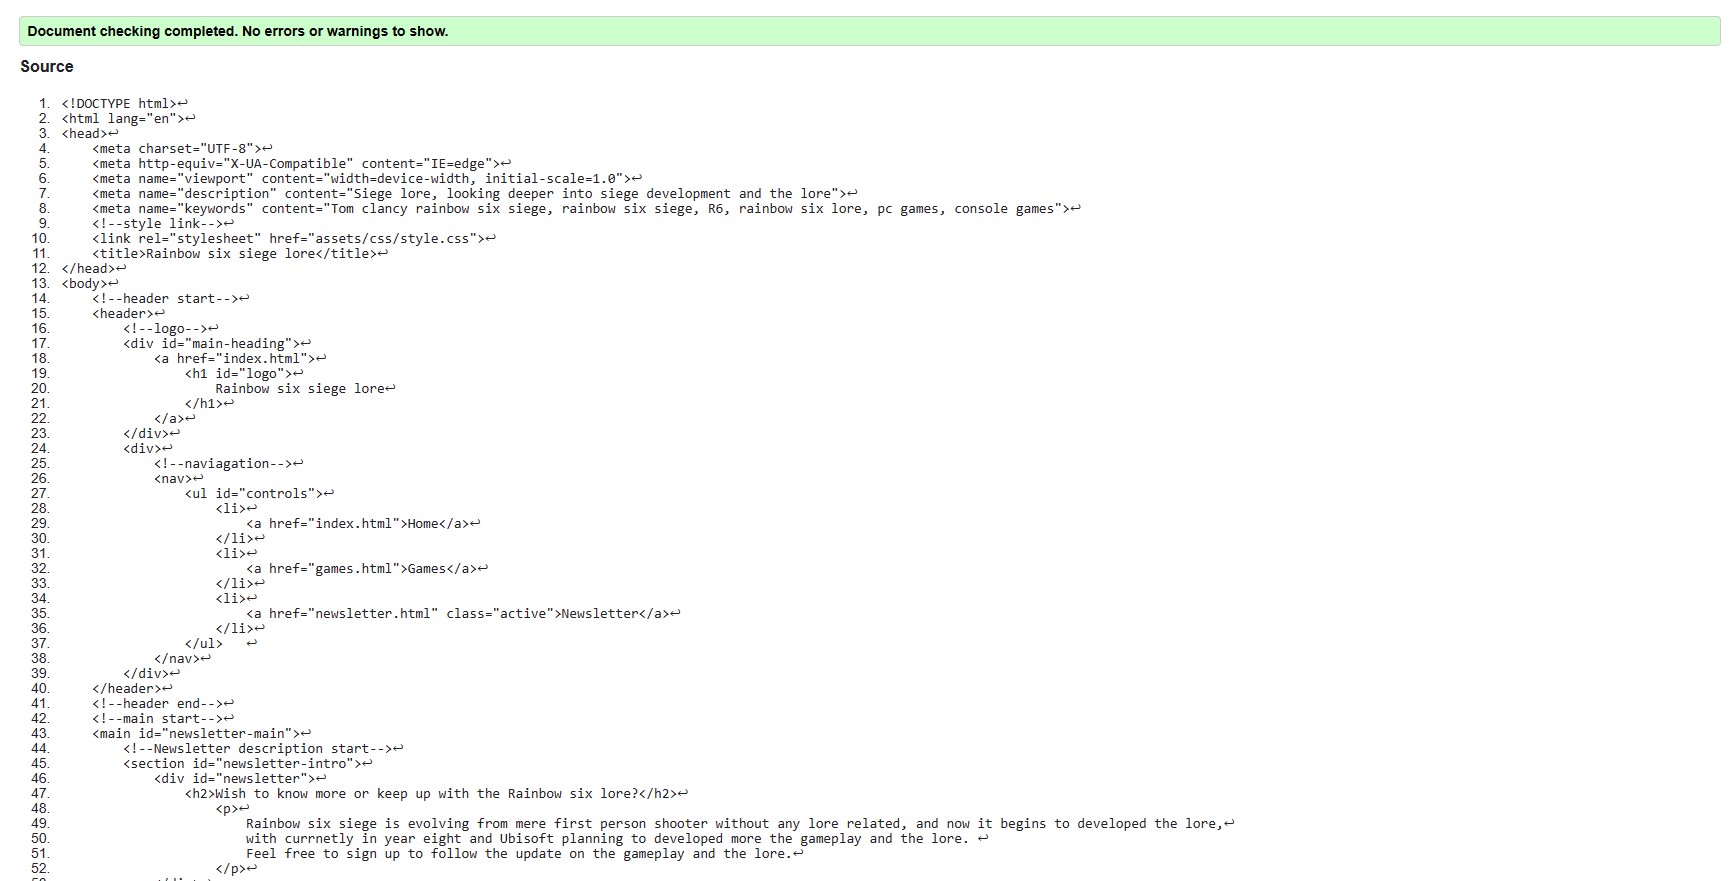 Document checking completed. No errors or warnings to show.
Source
1. <!DOCTYPE html>↩
2. <html lang="en">↩
3. <head>↩
4.     <meta charset="UTF-8">↩
5.     <meta http-equiv="X-UA-Compatible" content="IE=edge">↩
6.     <meta name="viewport" content="width=device-width, initial-scale=1.0">↩
7.     <meta name="description" content="Siege lore, looking deeper into siege development and the lore">↩
8.     <meta name="keywords" content="Tom clancy rainbow six siege, rainbow six siege, R6, rainbow six lore, pc games, console games">↩
9.     <!--style link-->↩
10.     <link rel="stylesheet" href="assets/css/style.css">↩
11.     <title>Rainbow six siege lore</title>↩
12. </head>↩
13. <body>↩
14.     <!--header start-->↩
15.     <header>↩
16.         <!--logo-->↩
17.         <div id="main-heading">↩
18.             <a href="index.html">↩
19.                 <h1 id="logo">↩
20.                     Rainbow six siege lore↩
21.                 </h1>↩
22.             </a>↩
23.         </div>↩
24.         <div>↩
25.             <!--naviagation-->↩
26.             <nav>↩
27.                 <ul id="controls">↩
28.                     <li>↩
29.                         <a href="index.html">Home</a>↩
30.                     </li>↩
31.                     <li>↩
32.                         <a href="games.html">Games</a>↩
33.                     </li>↩
34.                     <li>↩
35.                         <a href="newsletter.html" class="active">Newsletter</a>↩
36.                     </li>↩
37.                 </ul>   ↩
38.             </nav>↩
39.         </div>↩
40.     </header>↩
41.     <!--header end-->↩
42.     <!--main start-->↩
43.     <main id="newsletter-main">↩
44.         <!--Newsletter description start-->↩
45.         <section id="newsletter-intro">↩
46.             <div id="newsletter">↩
47.                 <h2>Wish to know more or keep up with the Rainbow six lore?</h2>↩
48.                     <p>↩
49.                         Rainbow six siege is evolving from mere first person shooter without any lore related, and now it begins to developed the lore,↩
50.                         with currnetly in year eight and Ubisoft planning to developed more the gameplay and the lore. ↩
51.                         Feel free to sign up to follow the update on the gameplay and the lore.↩
52.                     </p>↩